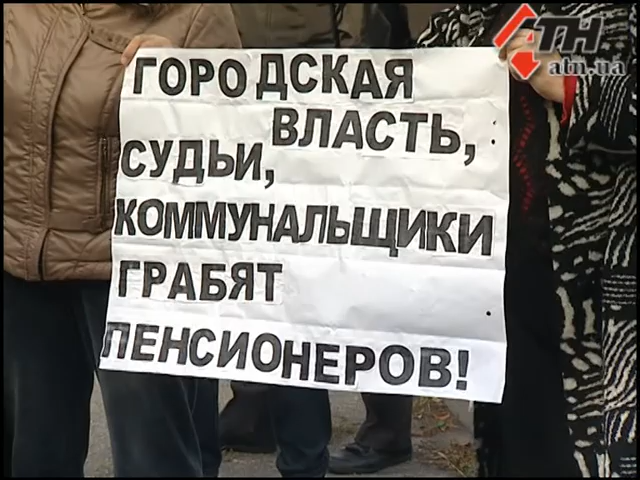 АТН
atn.ua
ГОРОДСКАЯ
ВЛАСТЬ,
СУДЬИ,
КОММУНАЛЬЩИКИ
ГРАБЯТ
ПЕНСИОНЕРОВ!